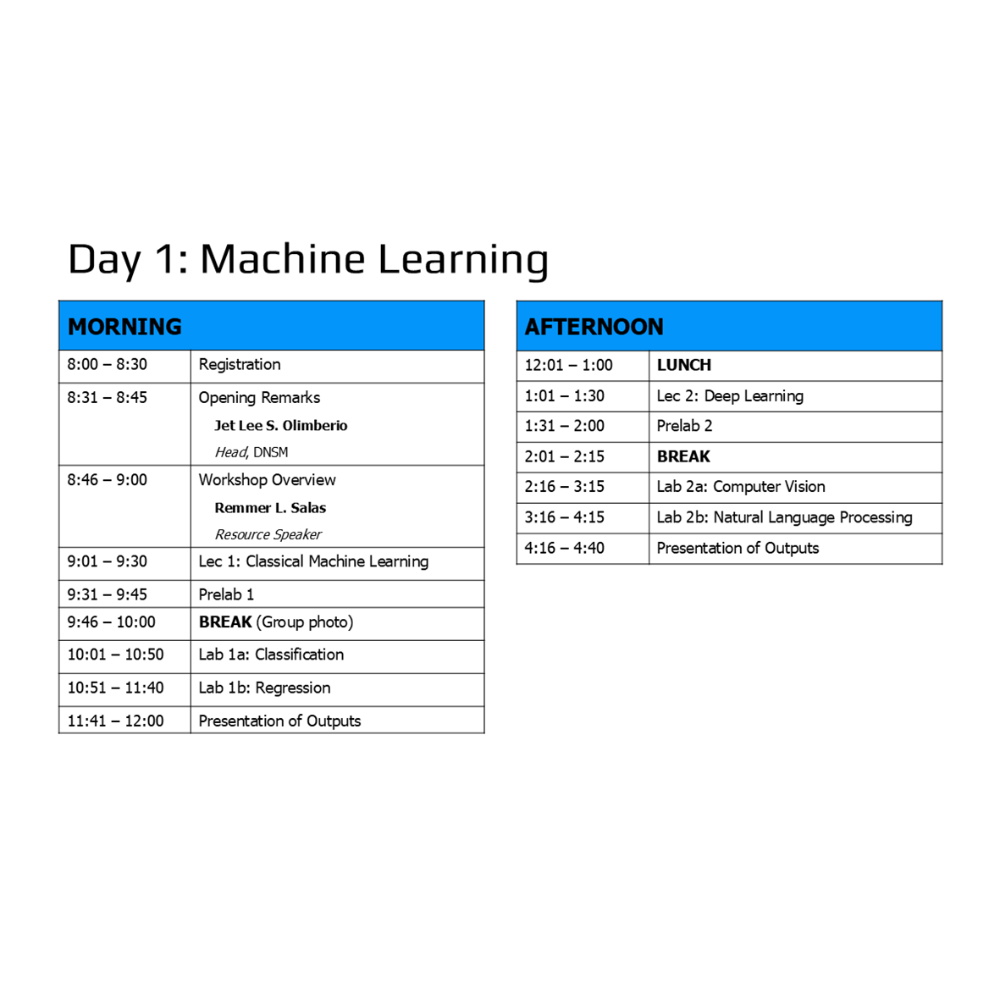 Day 1: Machine Learning
MORNING
8:00 – 8:30 Registration
8:31 – 8:45 Opening Remarks
Jet Lee S. Olimberio
Head, DNSM
8:46 – 9:00 Workshop Overview
Remmer L. Salas
Resource Speaker
9:01 – 9:30 Lec 1: Classical Machine Learning
9:31 – 9:45 Prelab 1
9:46 – 10:00 BREAK (Group photo)
10:01 – 10:50 Lab 1a: Classification
10:51 – 11:40 Lab 1b: Regression
11:41 – 12:00 Presentation of Outputs
AFTERNOON
12:01 – 1:00 LUNCH
1:01 – 1:30 Lec 2: Deep Learning
1:31 – 2:00 Prelab 2
2:01 – 2:15 BREAK
2:16 – 3:15 Lab 2a: Computer Vision
3:16 – 4:15 Lab 2b: Natural Language Processing
4:16 – 4:40 Presentation of Outputs